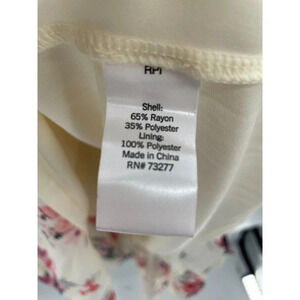 RPI
Shell:
65% Rayon
35% Polyester
Lining:
100% Polyester
Made in China
RN# 73277